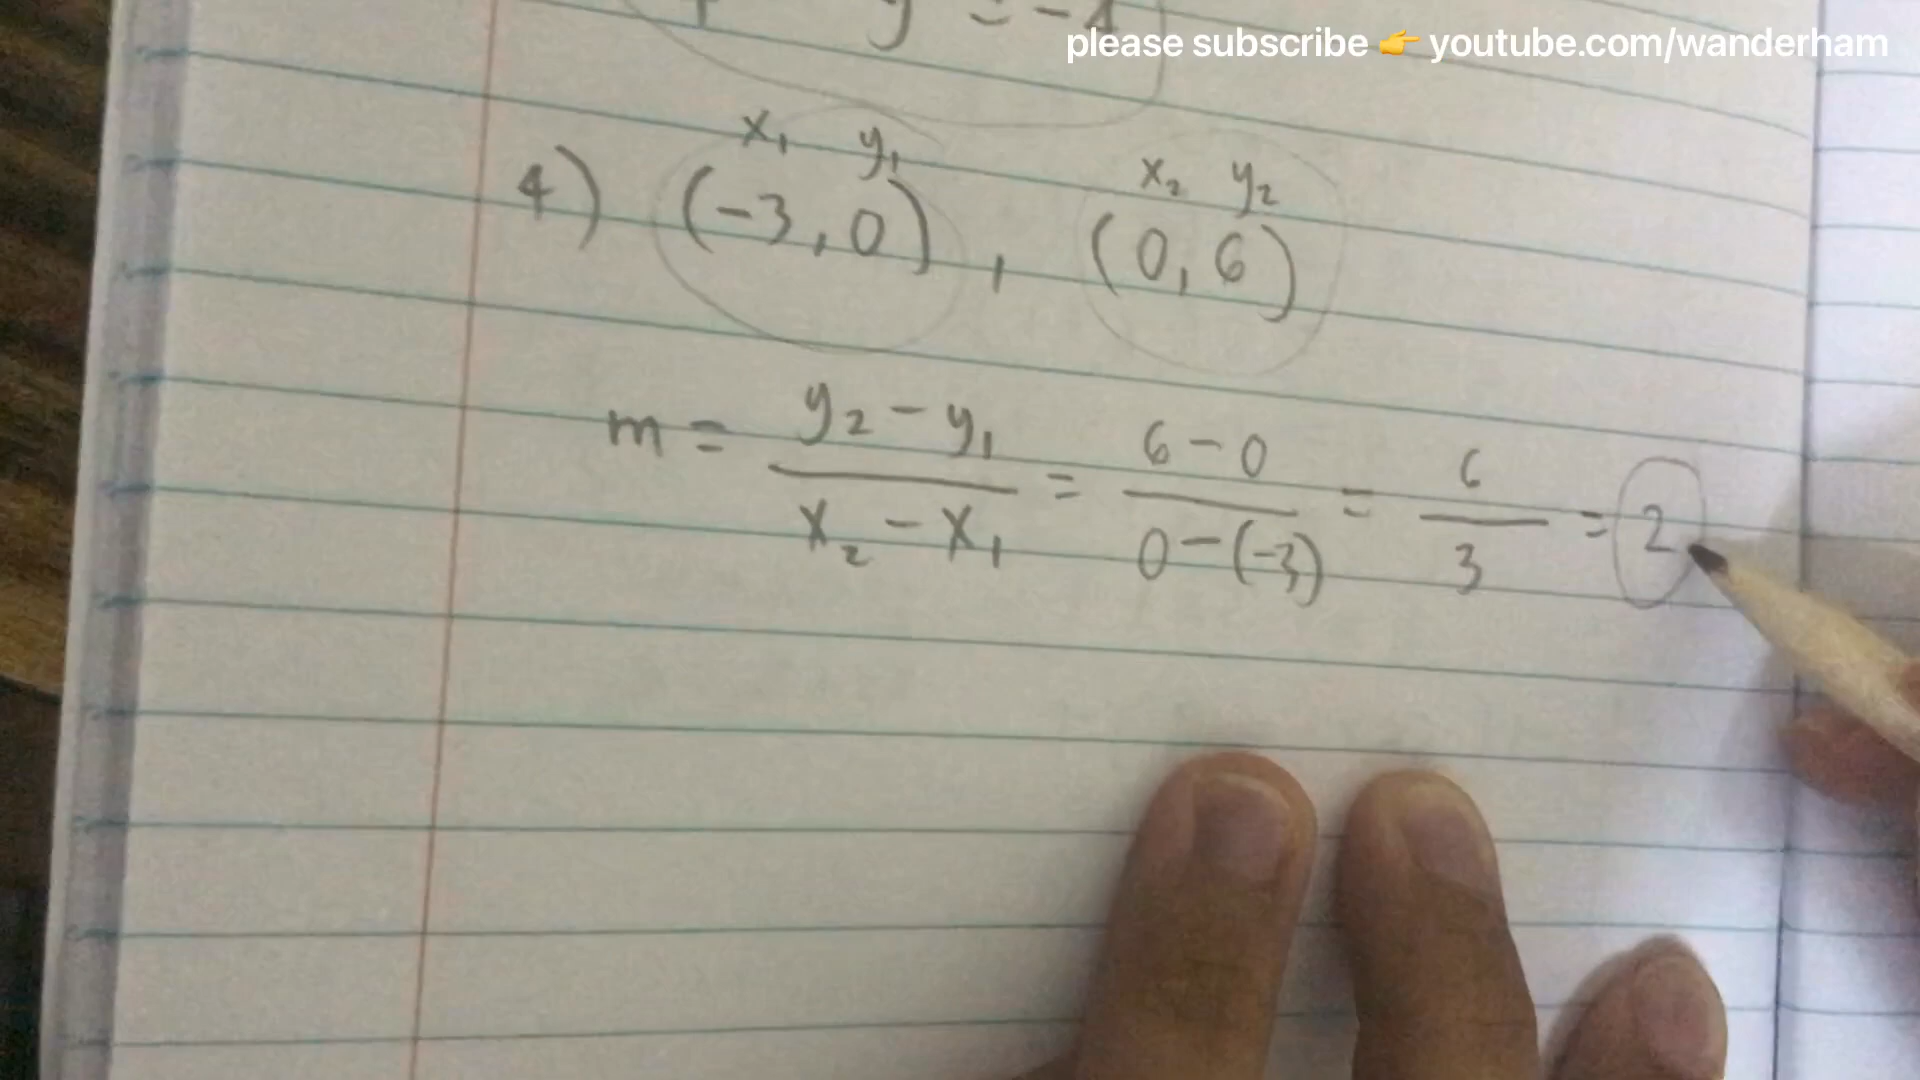 y = -1
please subscribe 👉 youtube.com/wanderham
x₁ y₁ x₂ y₂
4) (-3, 0) , (0, 6)
m = (y₂ - y₁)/(x₂ - x₁) = (6 - 0)/(0 - (-3)) = 6/3 = 2